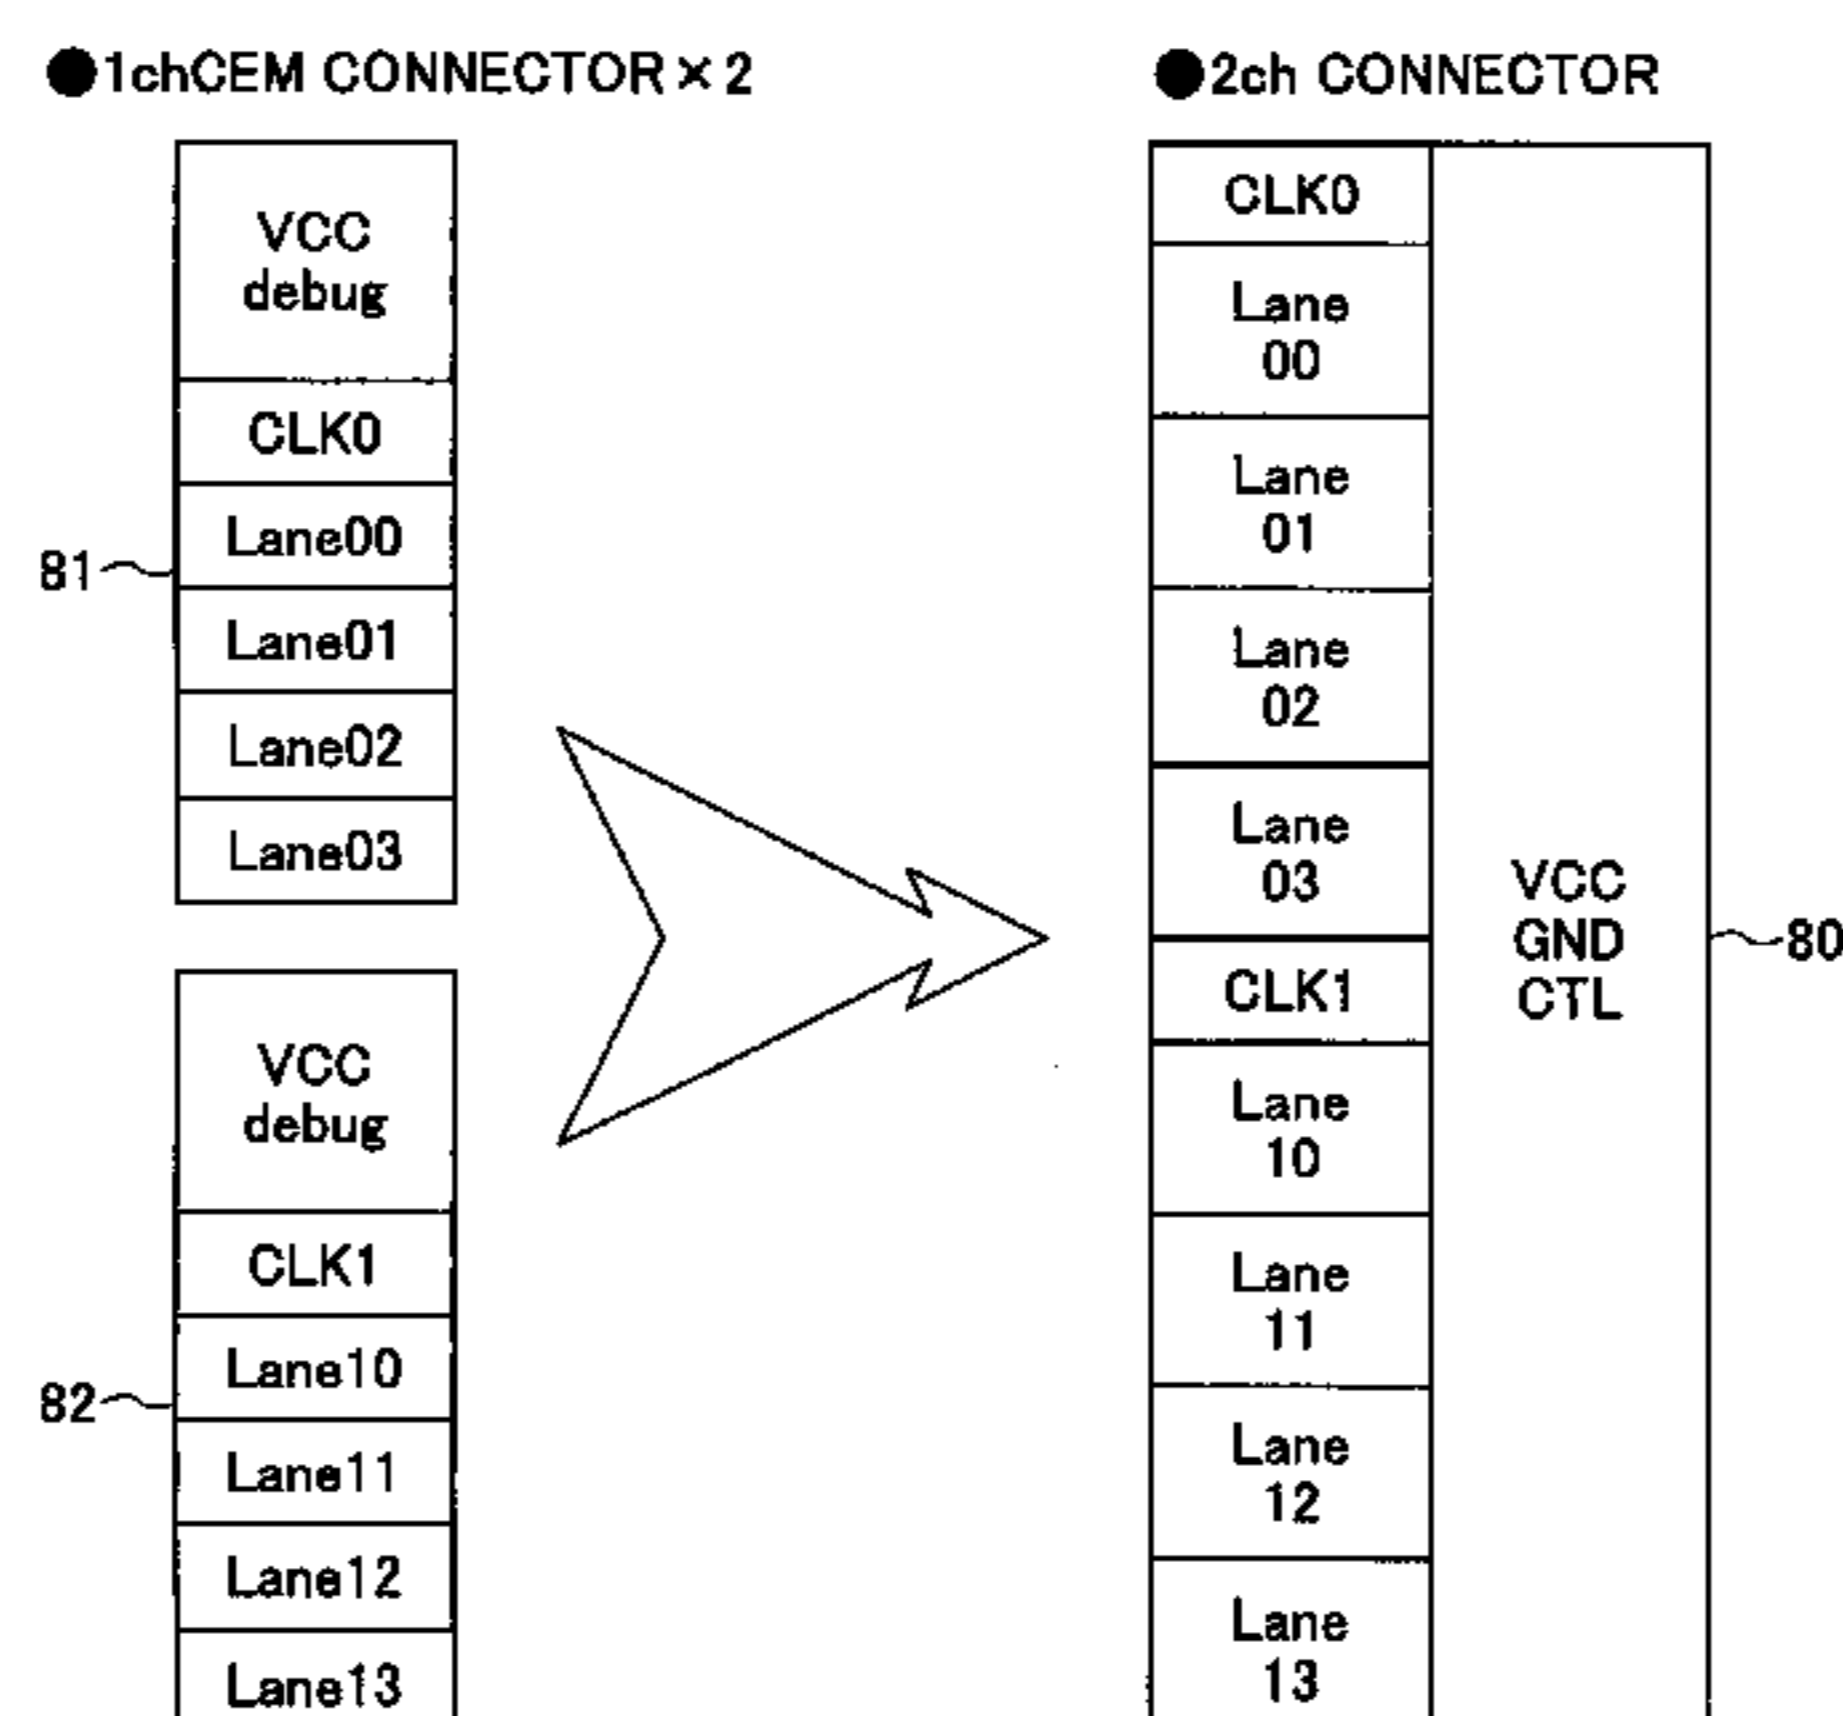 ●1chCEM CONNECTOR×2
VCC
debug
CLK0
Lane00
81
Lane01
Lane02
Lane03
VCC
debug
CLK1
Lane10
82
Lane11
Lane12
Lane13
●2ch CONNECTOR
CLK0
Lane
00
Lane
01
Lane
02
Lane
03
CLK1
Lane
10
Lane
11
Lane
12
Lane
13
VCC
GND
CTL
80